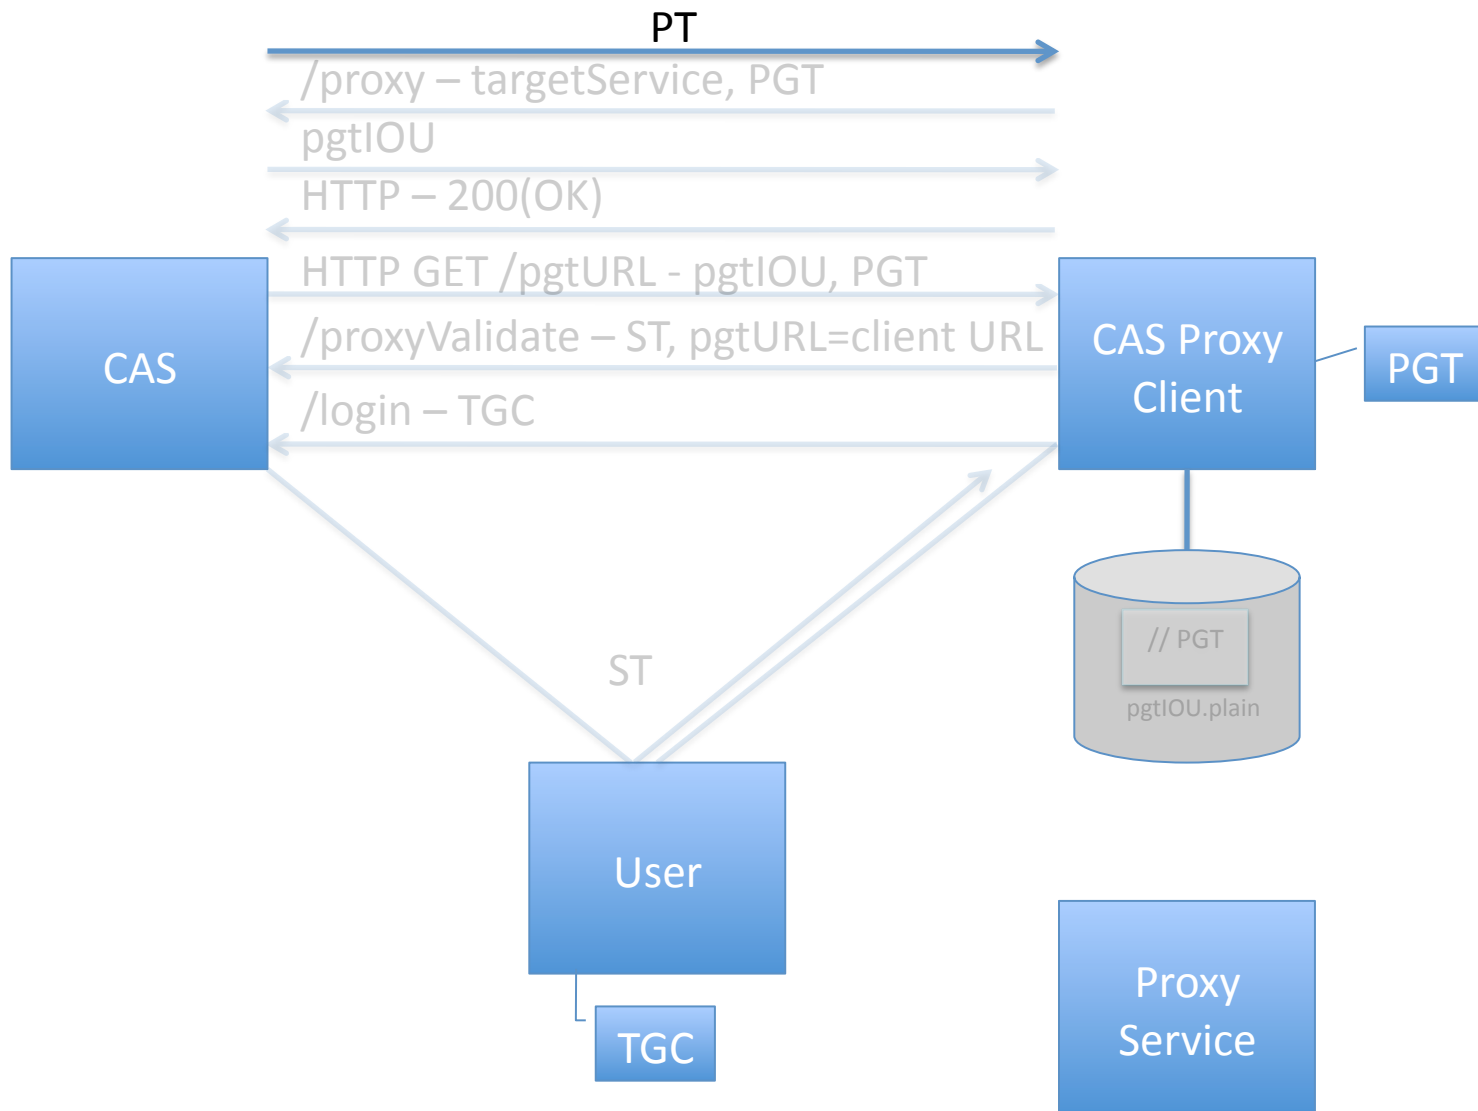 PT
/proxy – targetService, PGT
pgtIOU
HTTP – 200(OK)
HTTP GET /pgtURL - pgtIOU, PGT
/proxyValidate – ST, pgtURL=client URL
/login – TGC
CAS
CAS Proxy
Client
PGT
// PGT
pgtIOU.plain
ST
User
TGC
Proxy
Service